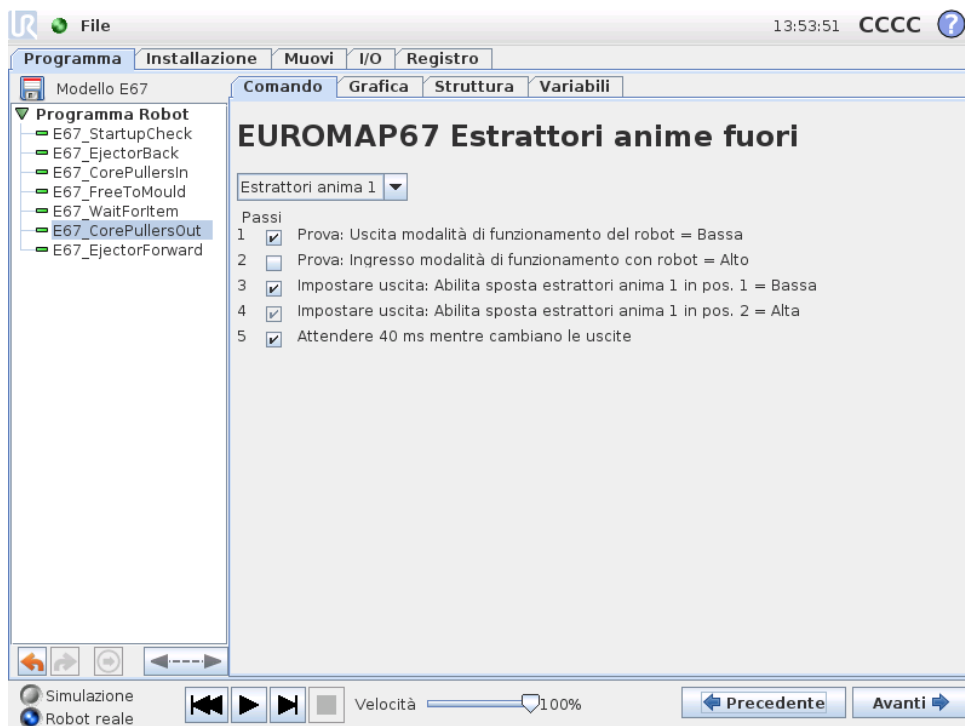 UR File 13:53:51 CCCC ?
Programma Installazione Muovi I/O Registro
Modello E67
Comando Grafica Struttura Variabili
Programma Robot
E67_StartupCheck
E67_EjectorBack
E67_CorePullersIn
E67_FreeToMould
E67_WaitForItem
E67_CorePullersOut
E67_EjectorForward
EUROMAP67 Estrattori anime fuori
Estrattori anima 1
Passi
1 Prova: Uscita modalità di funzionamento del robot = Bassa
2 Prova: Ingresso modalità di funzionamento con robot = Alto
3 Impostare uscita: Abilita sposta estrattori anima 1 in pos. 1 = Bassa
4 Impostare uscita: Abilita sposta estrattori anima 1 in pos. 2 = Alta
5 Attendere 40 ms mentre cambiano le uscite
Simulazione
Robot reale
Velocità 100%
Precedente
Avanti